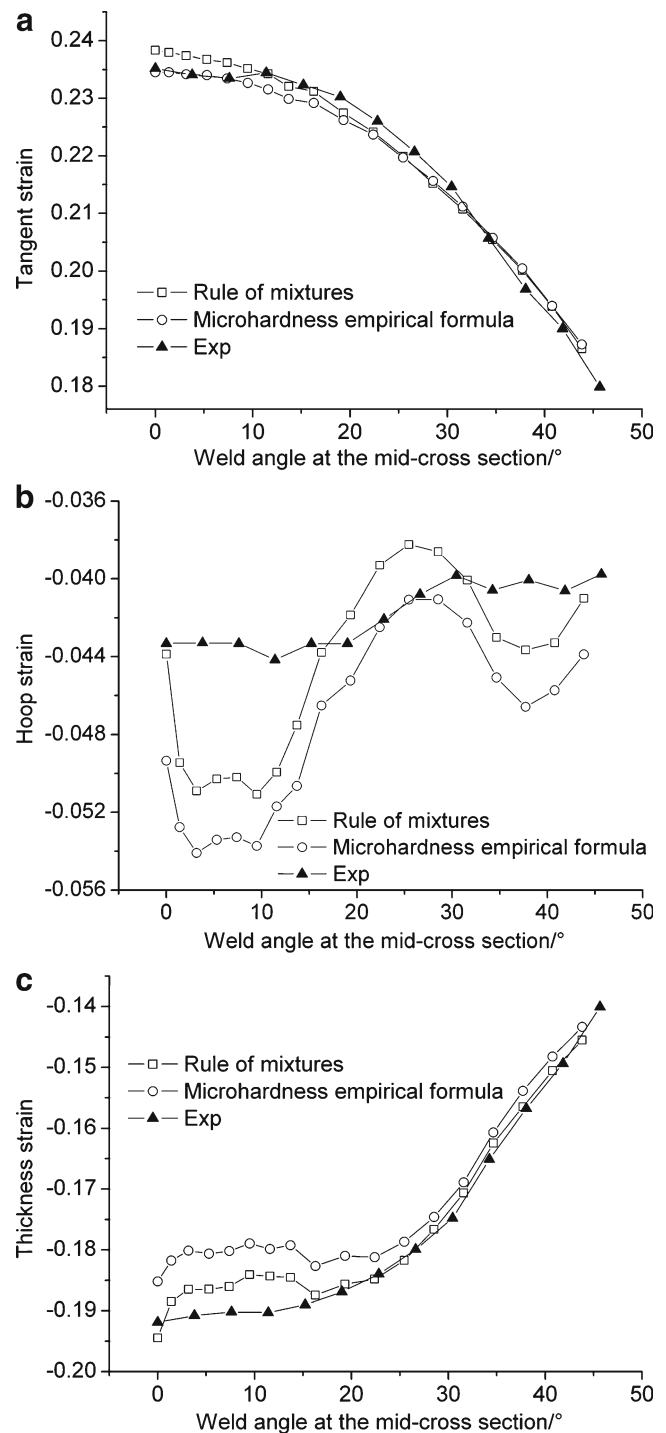 a
0.24
0.23
0.22
0.21
0.20
0.19
0.18
Tangent strain
Rule of mixtures
Microhardness empirical formula
Exp
0 10 20 30 40 50
Weld angle at the mid-cross section/°
b
-0.036
-0.040
-0.044
-0.048
-0.052
-0.056
Hoop strain
Rule of mixtures
Microhardness empirical formula
Exp
0 10 20 30 40 50
Weld angle at the mid-cross section/°
c
-0.14
-0.15
-0.16
-0.17
-0.18
-0.19
-0.20
Thickness strain
Rule of mixtures
Microhardness empirical formula
Exp
0 10 20 30 40 50
Weld angle at the mid-cross section/°